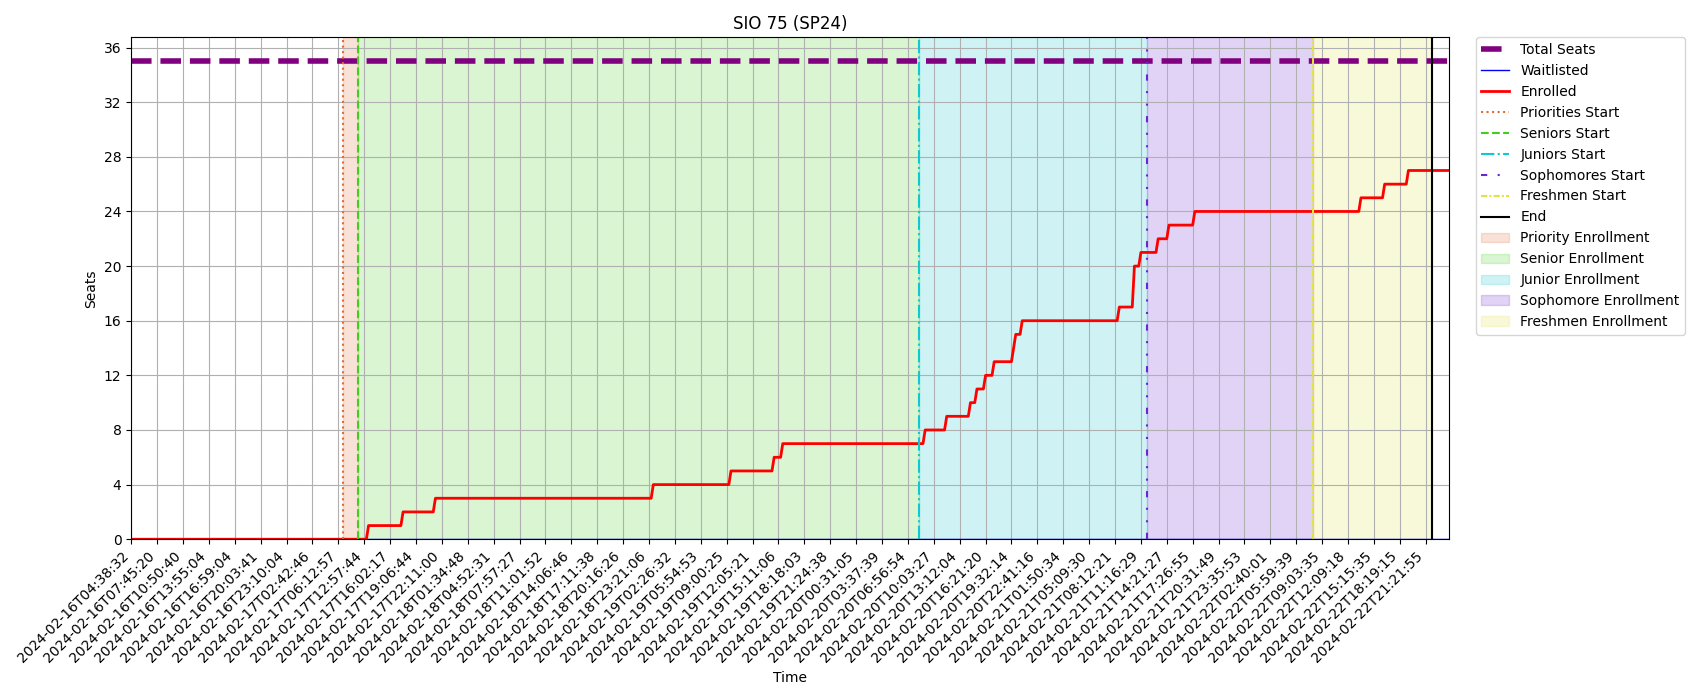 SIO 75 (SP24)
36
32
28
24
20
16
12
8
4
0
Seats
2024-02-16T04:38:32
2024-02-16T07:45:20
2024-02-16T10:50:40
2024-02-16T13:55:04
2024-02-16T16:59:04
2024-02-16T20:03:41
2024-02-16T23:10:04
2024-02-17T02:42:46
2024-02-17T06:12:57
2024-02-17T12:57:44
2024-02-17T16:02:17
2024-02-17T19:06:44
2024-02-17T22:11:00
2024-02-18T01:34:48
2024-02-18T04:52:31
2024-02-18T07:57:27
2024-02-18T11:01:52
2024-02-18T14:06:46
2024-02-18T17:11:38
2024-02-18T20:16:26
2024-02-18T23:21:06
2024-02-19T02:26:32
2024-02-19T05:54:53
2024-02-19T09:00:25
2024-02-19T12:05:21
2024-02-19T15:11:06
2024-02-19T18:18:03
2024-02-19T21:24:38
2024-02-20T00:31:05
2024-02-20T03:37:39
2024-02-20T06:56:54
2024-02-20T10:03:27
2024-02-20T13:12:04
2024-02-20T16:21:20
2024-02-20T19:32:14
2024-02-20T22:41:16
2024-02-21T01:50:34
2024-02-21T05:09:30
2024-02-21T08:12:21
2024-02-21T11:16:29
2024-02-21T14:21:27
2024-02-21T17:26:55
2024-02-21T20:31:49
2024-02-21T23:35:53
2024-02-22T02:40:01
2024-02-22T05:59:39
2024-02-22T09:03:35
2024-02-22T12:09:18
2024-02-22T15:15:35
2024-02-22T18:19:15
2024-02-22T21:21:55
Time
Total Seats
Waitlisted
Enrolled
Priorities Start
Seniors Start
Juniors Start
Sophomores Start
Freshmen Start
End
Priority Enrollment
Senior Enrollment
Junior Enrollment
Sophomore Enrollment
Freshmen Enrollment